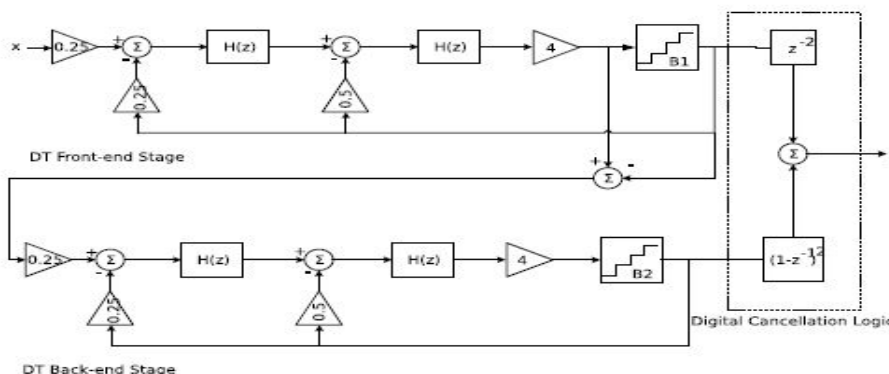 x 0.25 Σ H(z) Σ H(z) 4 B1 z⁻²
+ - + -
0.25 0.5
DT Front-end Stage
+ - Σ Σ
0.25 Σ H(z) Σ H(z) 4 B2 (1-z⁻¹)²
+ - + -
0.25 0.5
Digital Cancellation Logic
DT Back-end Stage